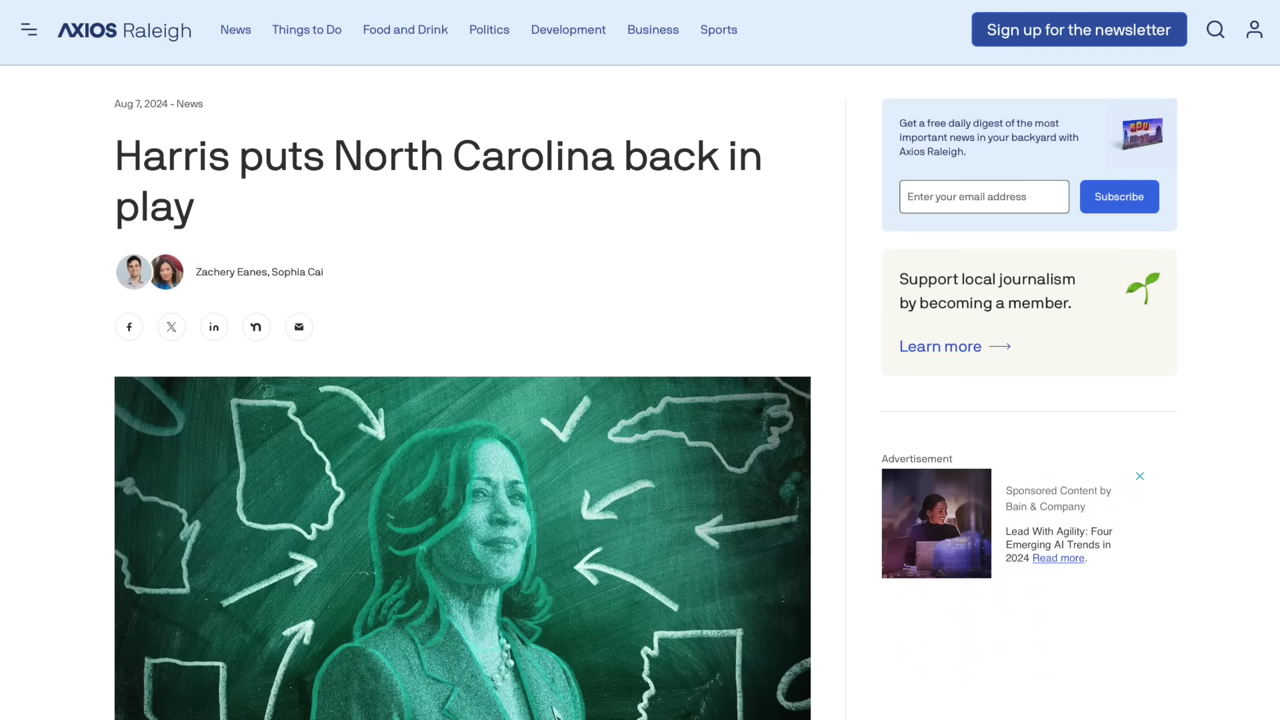 AXIOS Raleigh
News
Things to Do
Food and Drink
Politics
Development
Business
Sports
Sign up for the newsletter
Aug 7, 2024 - News
Harris puts North Carolina back in
play
Zachery Eanes, Sophia Cai
Get a free daily digest of the most
important news in your backyard with
Axios Raleigh.
RDU
Enter your email address
Subscribe
Support local journalism
by becoming a member.
Learn more
Advertisement
Sponsored Content by
Bain & Company
Lead With Agility: Four
Emerging AI Trends in
2024 Read more.